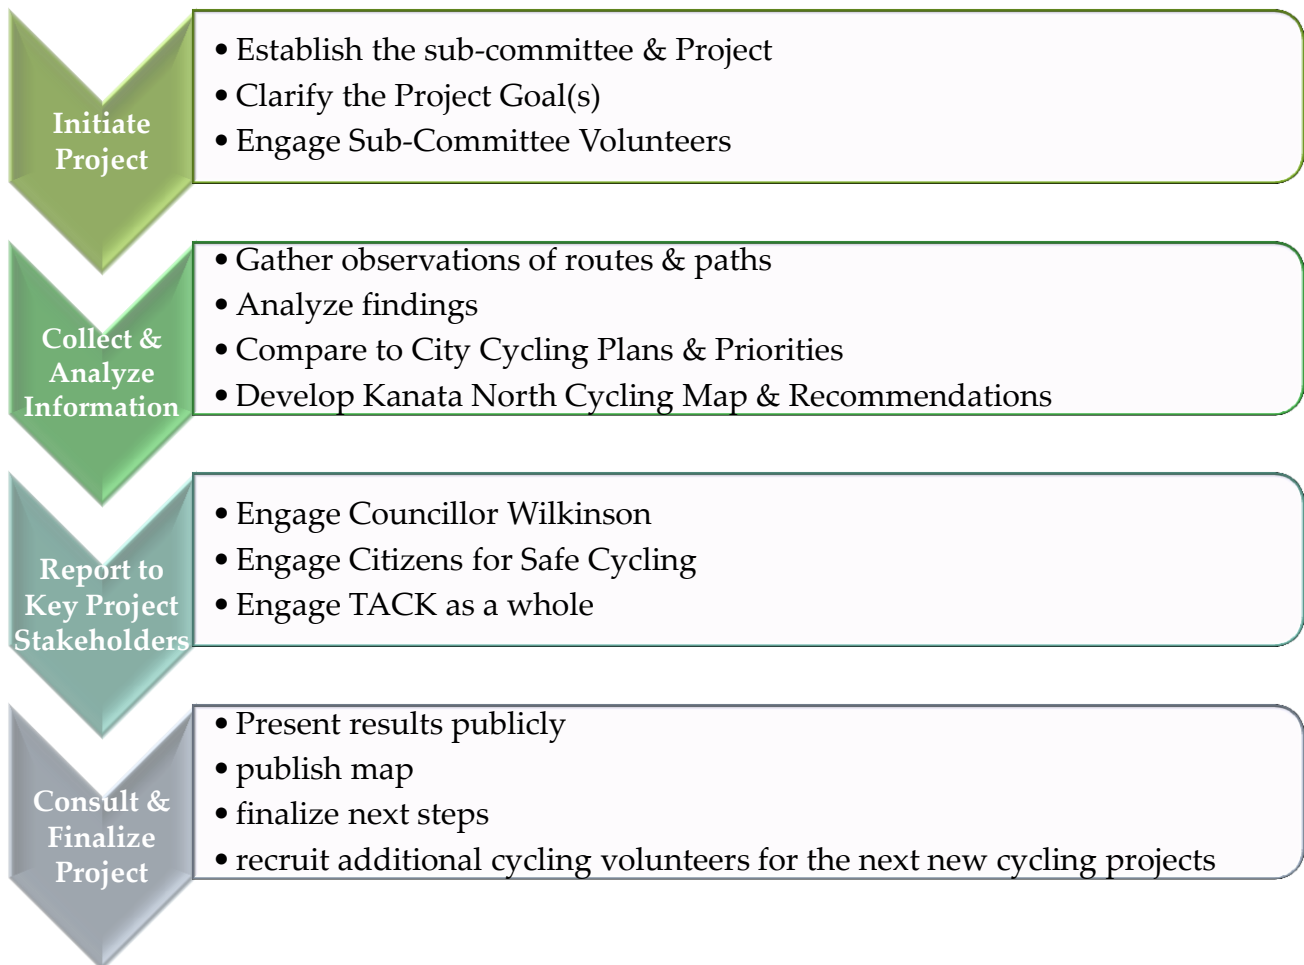 Initiate
Project
• Establish the sub-committee & Project
• Clarify the Project Goal(s)
• Engage Sub-Committee Volunteers
Collect &
Analyze
Information
• Gather observations of routes & paths
• Analyze findings
• Compare to City Cycling Plans & Priorities
• Develop Kanata North Cycling Map & Recommendations
Report to
Key Project
Stakeholders
• Engage Councillor Wilkinson
• Engage Citizens for Safe Cycling
• Engage TACK as a whole
Consult &
Finalize
Project
• Present results publicly
• publish map
• finalize next steps
• recruit additional cycling volunteers for the next new cycling projects